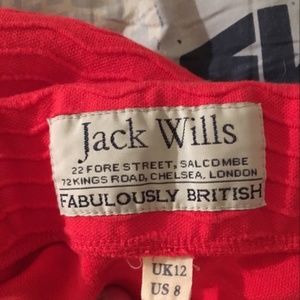 Jack Wills
22 FORE STREET, SALCOMBE
72 KINGS ROAD, CHELSEA, LONDON
FABULOUSLY BRITISH
UK12
US 8